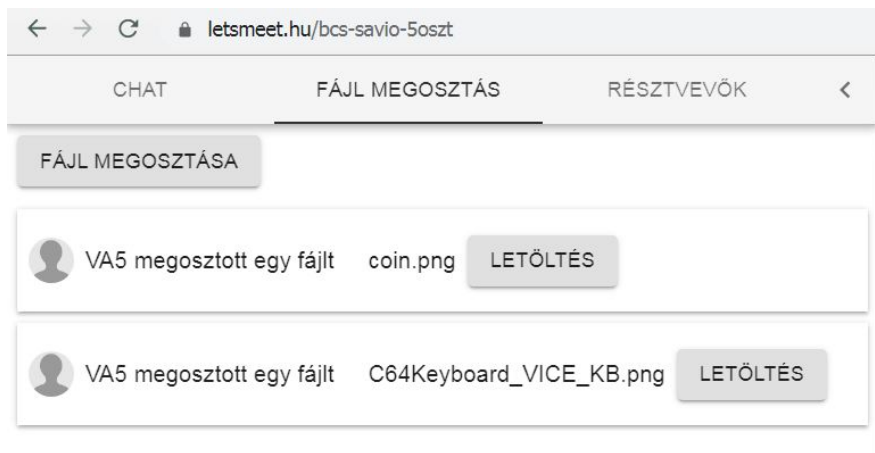 letsmeet.hu/bcs-savio-5oszt
CHAT FÁJL MEGOSZTÁS RÉSZTVEVŐK
FÁJL MEGOSZTÁSA
VA5 megosztott egy fájlt coin.png LETÖLTÉS
VA5 megosztott egy fájlt C64Keyboard_VICE_KB.png LETÖLTÉS